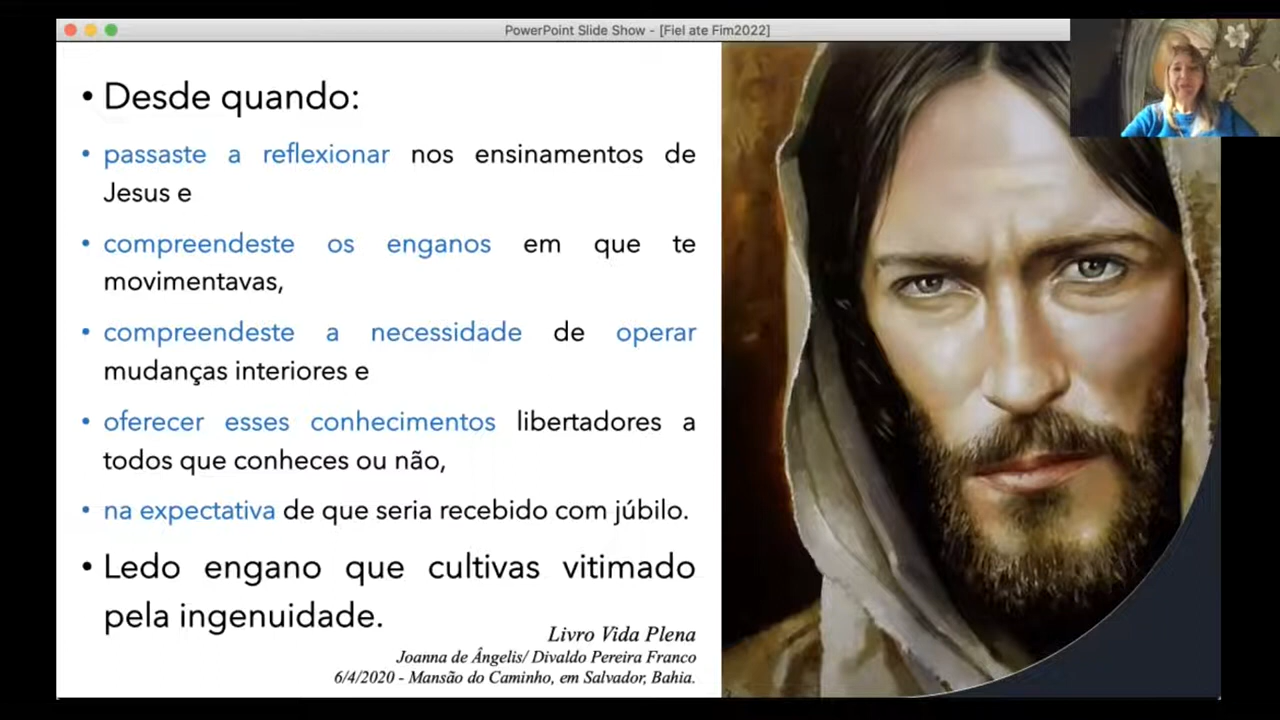 PowerPoint Slide Show - [Fiel ate Fim2022]
• Desde quando:
• passaste a reflexionar nos ensinamentos de
Jesus e
• compreendeste os enganos em que te
movimentavas,
• compreendeste a necessidade de operar
mudanças interiores e
• oferecer esses conhecimentos libertadores a
todos que conheces ou não,
• na expectativa de que seria recebido com júbilo.
• Ledo engano que cultivas vitimado
pela ingenuidade.
Livro Vida Plena
Joanna de Ângelis/ Divaldo Pereira Franco
6/4/2020 - Mansão do Caminho, em Salvador, Bahia.